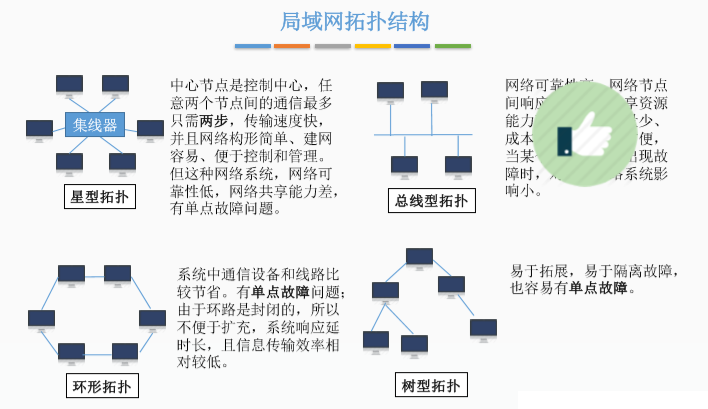 局域网拓扑结构
集线器
星型拓扑
中心节点是控制中心，任
意两个节点间的通信最多
只需两步，传输速度快，
并且网络构形简单、建网
容易、便于控制和管理。
但这种网络系统，网络可
靠性低，网络共享能力差，
有单点故障问题。
总线型拓扑
网络可靠性 网络节点
间响应 享资源
能力 少、
成本 便，
当某 出现故
障时， 络系统影
响小。
环形拓扑
系统中通信设备和线路比
较节省。有单点故障问题；
由于环路是封闭的，所以
不便于扩充，系统响应延
时长，且信息传输效率相
对较低。
树型拓扑
易于拓展，易于隔离故障，
也容易有单点故障。